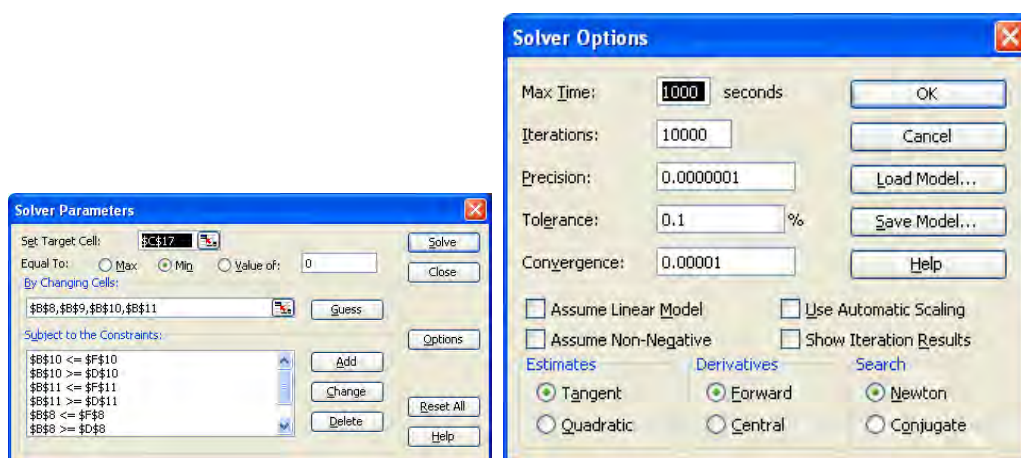 Solver Parameters
Set Target Cell: $C$17 Solve
Equal To: Max Min Value of: 0 Close
By Changing Cells:
$B$8,$B$9,$B$10,$B$11 Guess
Subject to the Constraints: Options
$B$10 <= $F$10 Add
$B$10 >= $D$10
$B$11 <= $F$11 Change
$B$11 >= $D$11 Reset All
$B$8 <= $F$8 Delete
$B$8 >= $D$8 Help
Solver Options
Max Time: 1000 seconds OK
Iterations: 10000 Cancel
Precision: 0.0000001 Load Model...
Tolerance: 0.1 % Save Model...
Convergence: 0.00001 Help
Assume Linear Model Use Automatic Scaling
Assume Non-Negative Show Iteration Results
Estimates Derivatives Search
Tangent Forward Newton
Quadratic Central Conjugate